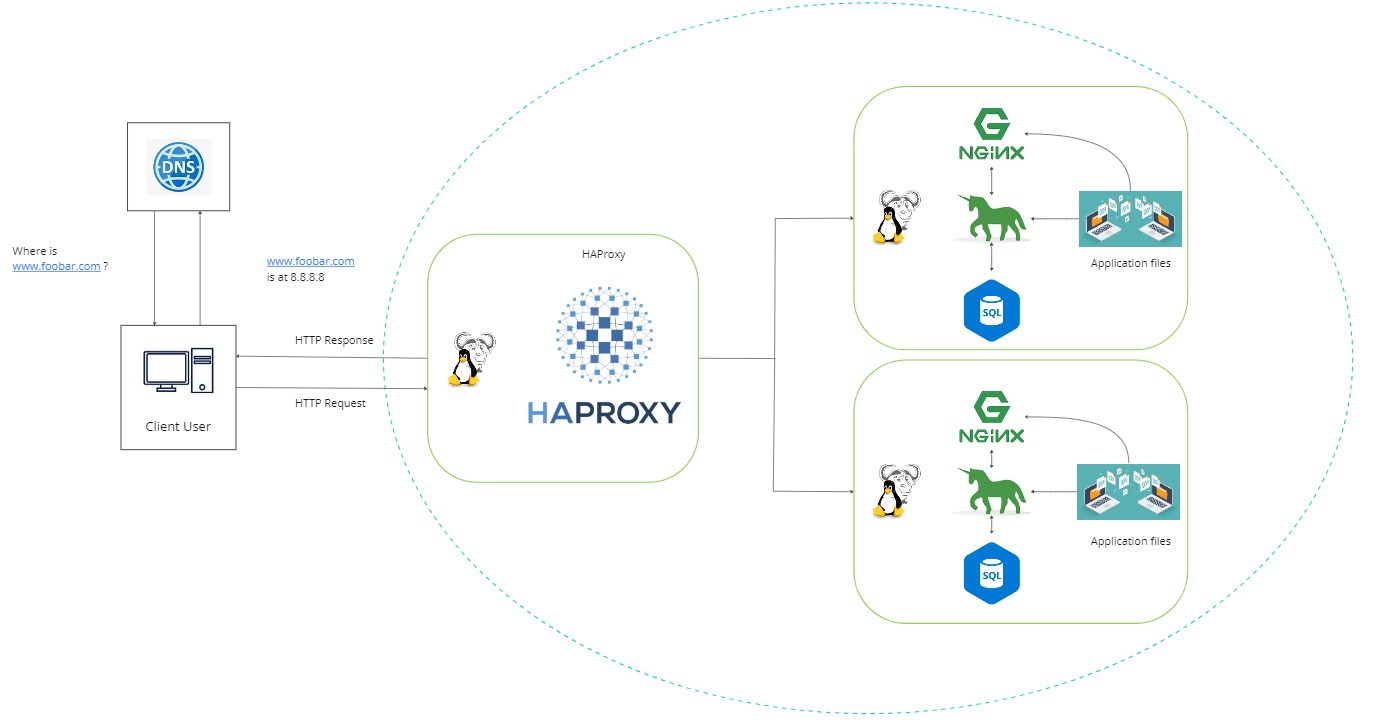 DNS
Where is
www.foobar.com ?
www.foobar.com
is at 8.8.8.8
Client User
HTTP Response
HTTP Request
HAProxy
HAPROXY
NGINX
SQL
Application files
NGINX
SQL
Application files